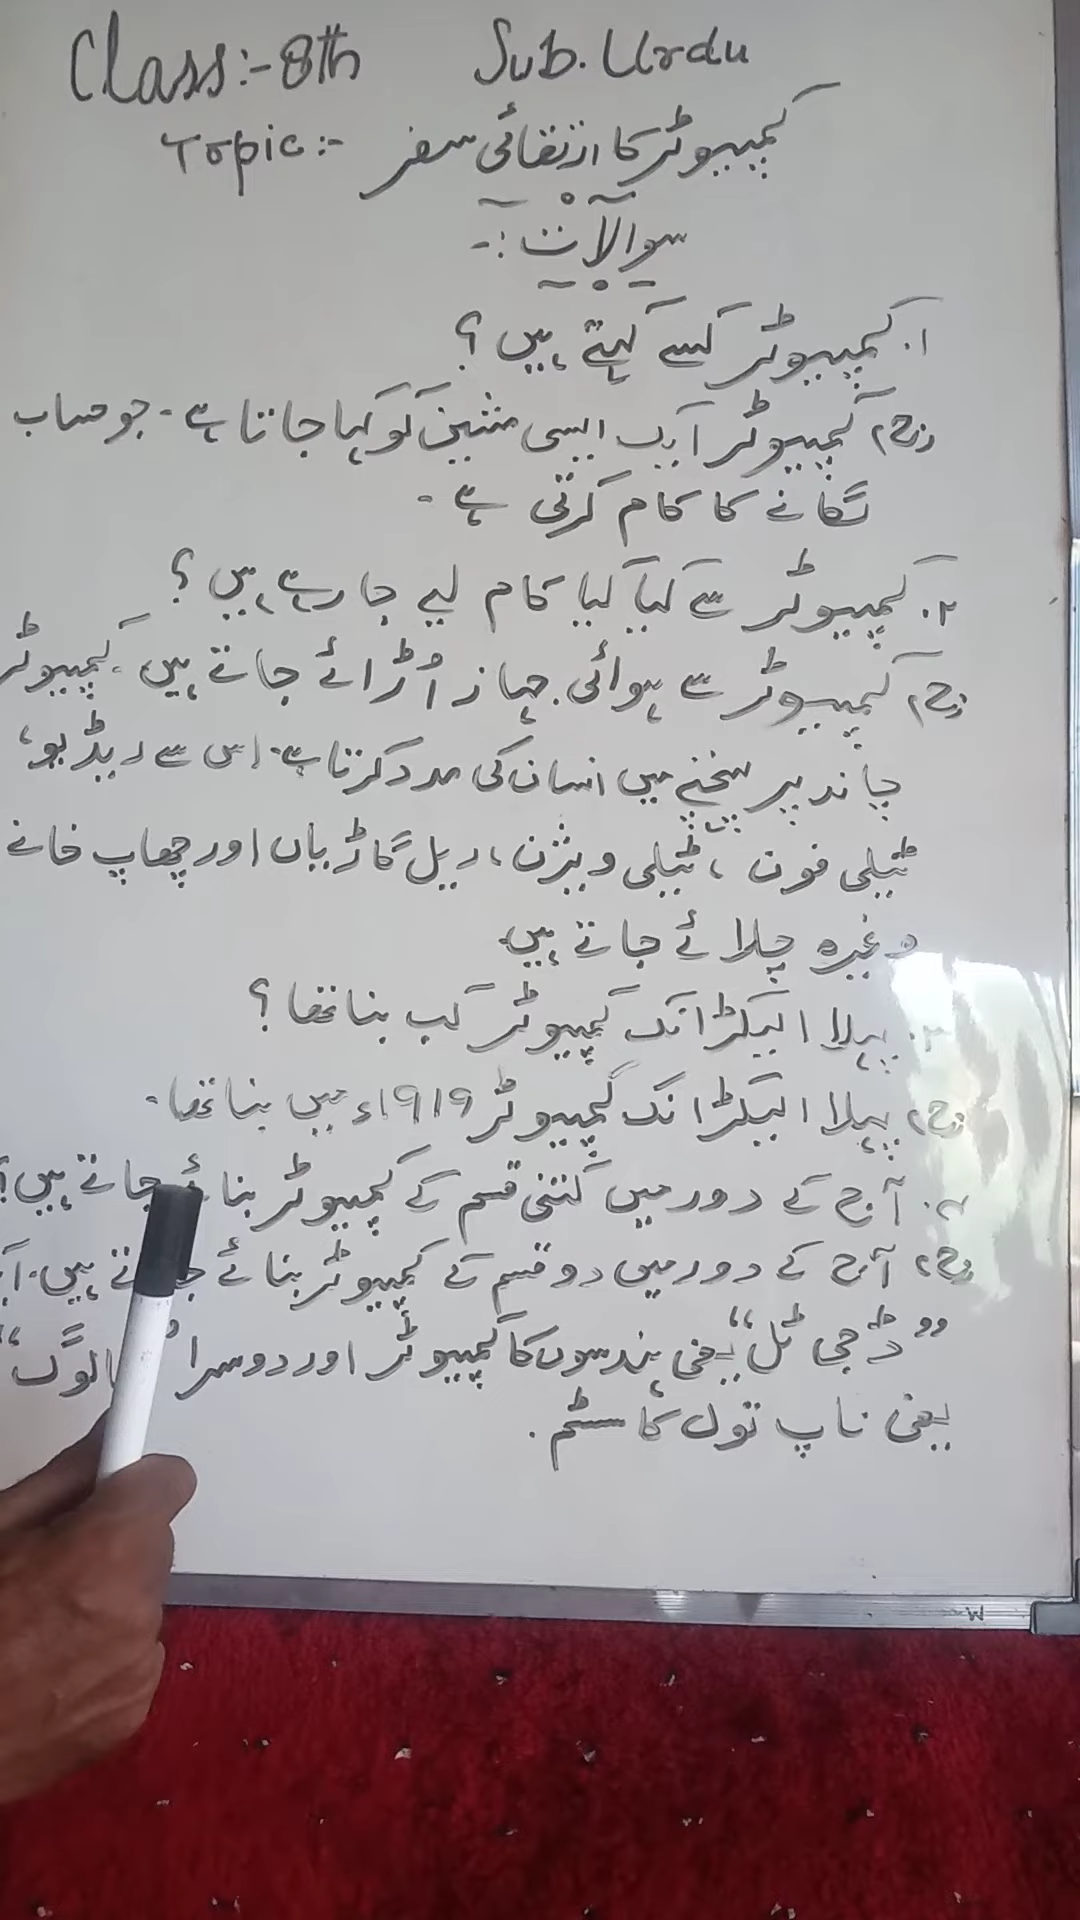 Class:- 8th Sub. Urdu
Topic:- کمپیوٹر کا ارتقائی سفر
سوالات :-
۱. کمپیوٹر کسے کہتے ہیں ؟
ج) کمپیوٹر ایک ایسی مشین کو کہا جاتا ہے - جو حساب
لگانے کا کام کرتی ہے -
۲. کمپیوٹر سے کیا کیا کام لیے جا رہے ہیں ؟
ج) کمپیوٹر سے ہوائی جہاز اُڑائے جاتے ہیں - کمپیوٹر
چاند پر پہنچنے میں انسان کی مدد کرتا ہے - اس سے ریڈیو،
ٹیلی فون ، ٹیلی ویژن ، ریل گاڑیاں اور چھاپ خانے
وغیرہ چلائے جاتے ہیں -
۳. پہلا الیکٹرانک کمپیوٹر کب بنا تھا ؟
ج) پہلا الیکٹرانک کمپیوٹر ۱۹۱۹ء میں بنا تھا -
۴. آج کے دور میں کتنی قسم کے کمپیوٹر بنائے جاتے ہیں ؟
ج) آج کے دور میں دو قسم کے کمپیوٹر بنائے جاتے ہیں -
"ڈجی ٹل" یعنی ہندسوں کا کمپیوٹر اور دوسرا
یعنی ناپ تول کا سسٹم .
W